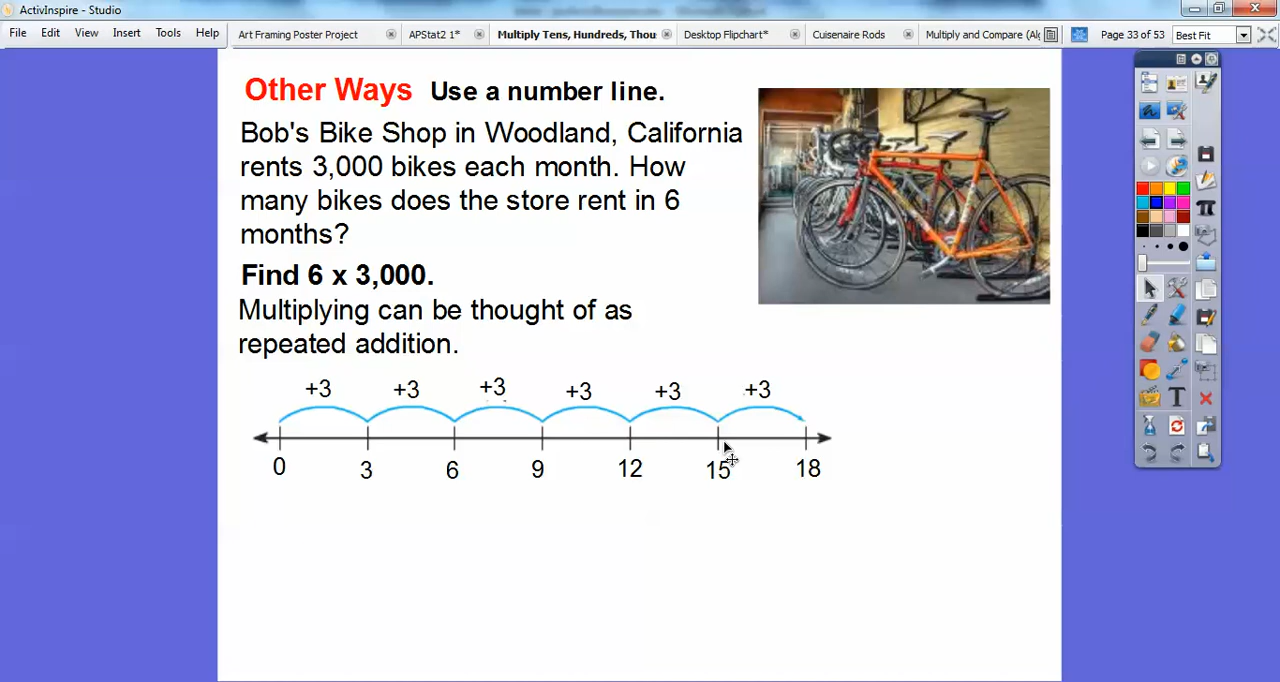 ActivInspire - Studio
File Edit View Insert Tools Help
Art Framing Poster Project APStat2 1* Multiply Tens, Hundreds, Thou Desktop Flipchart* Cuisenaire Rods Multiply and Compare (Alg Page 33 of 53 Best Fit
Other Ways Use a number line.
Bob's Bike Shop in Woodland, California
rents 3,000 bikes each month. How
many bikes does the store rent in 6
months?
Find 6 x 3,000.
Multiplying can be thought of as
repeated addition.
+3 +3 +3 +3 +3 +3
0 3 6 9 12 15 18